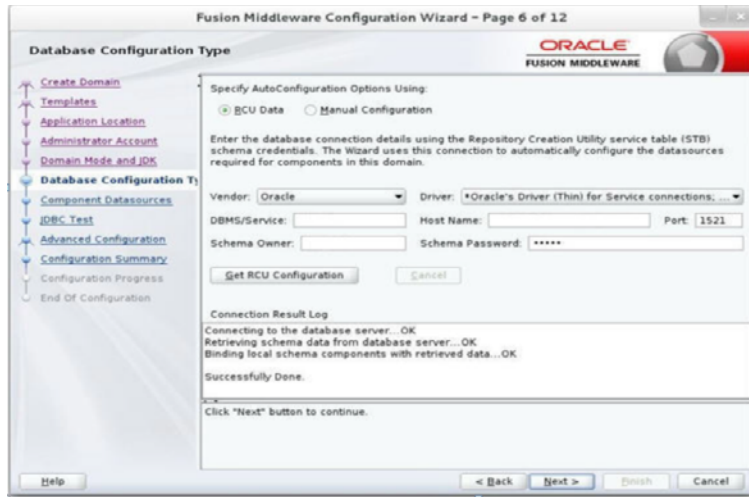 Fusion Middleware Configuration Wizard – Page 6 of 12
Database Configuration Type
ORACLE
FUSION MIDDLEWARE
Create Domain
Templates
Application Location
Administrator Account
Domain Mode and JDK
Database Configuration Ty
Component Datasources
JDBC Test
Advanced Configuration
Configuration Summary
Configuration Progress
End Of Configuration
Specify AutoConfiguration Options Using:
RCU Data Manual Configuration
Enter the database connection details using the Repository Creation Utility service table (STB)
schema credentials. The Wizard uses this connection to automatically configure the datasources
required for components in this domain.
Vendor: Oracle Driver: *Oracle's Driver (Thin) for Service connections; ...
DBMS/Service: Host Name: Port: 1521
Schema Owner: Schema Password: •••••
Get RCU Configuration Cancel
Connection Result Log
Connecting to the database server...OK
Retrieving schema data from database server...OK
Binding local schema components with retrieved data...OK
Successfully Done.
Click "Next" button to continue.
Help < Back Next > Finish Cancel